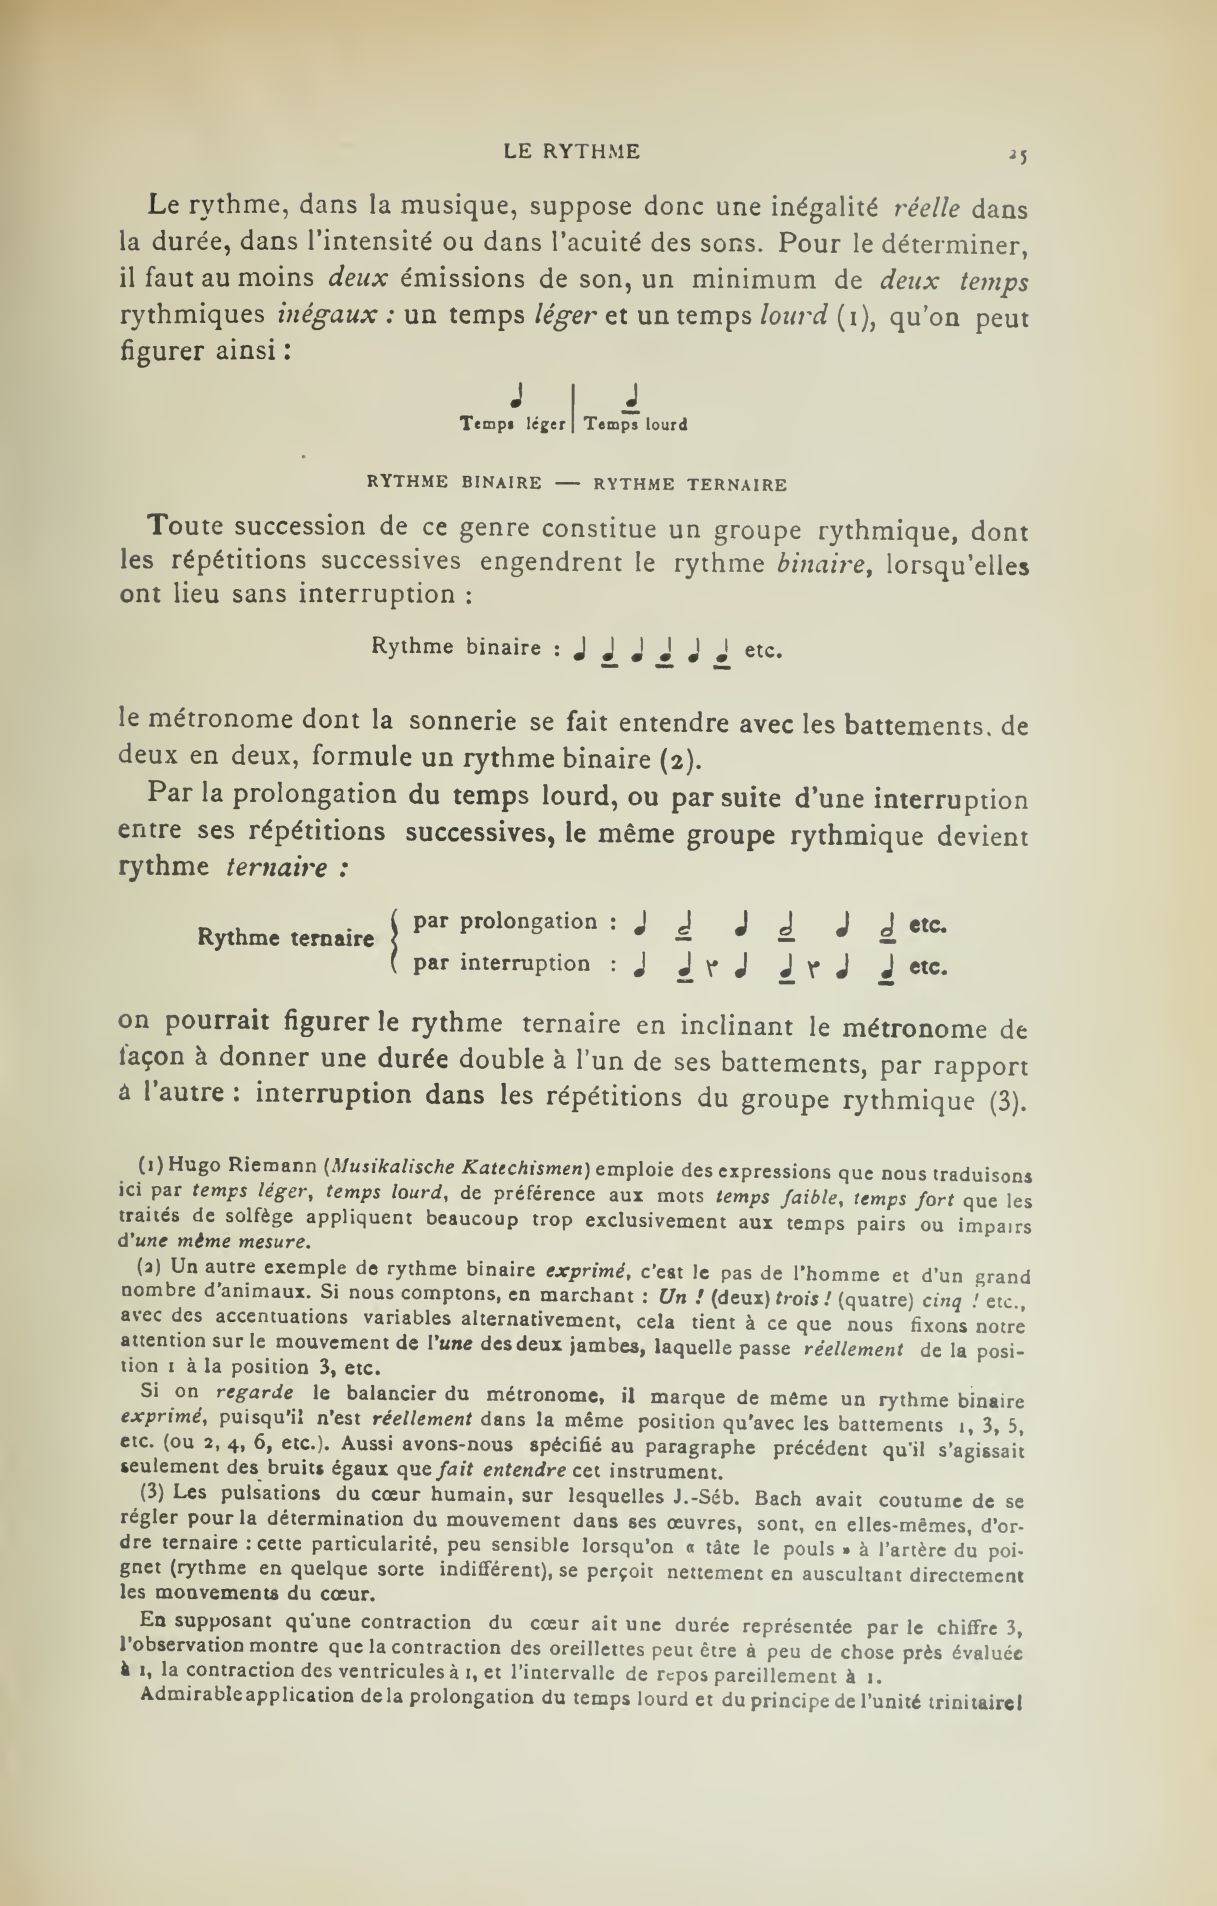 LE RYTHME 25
Le rythme, dans la musique, suppose donc une inégalité réelle dans
la durée, dans l'intensité ou dans l'acuité des sons. Pour le déterminer,
il faut au moins deux émissions de son, un minimum de deux temps
rythmiques inégaux : un temps léger et un temps lourd (1), qu'on peut
figurer ainsi :
Temps léger | Temps lourd
RYTHME BINAIRE — RYTHME TERNAIRE
Toute succession de ce genre constitue un groupe rythmique, dont
les répétitions successives engendrent le rythme binaire, lorsqu'elles
ont lieu sans interruption :
Rythme binaire : etc.
le métronome dont la sonnerie se fait entendre avec les battements. de
deux en deux, formule un rythme binaire (2).
Par la prolongation du temps lourd, ou par suite d'une interruption
entre ses répétitions successives, le même groupe rythmique devient
rythme ternaire :
par prolongation : etc.
Rythme ternaire
par interruption : etc.
on pourrait figurer le rythme ternaire en inclinant le métronome de
façon à donner une durée double à l'un de ses battements, par rapport
à l'autre : interruption dans les répétitions du groupe rythmique (3).
(1) Hugo Riemann (Musikalische Katechismen) emploie des expressions que nous traduisons
ici par temps léger, temps lourd, de préférence aux mots temps faible, temps fort que les
traités de solfège appliquent beaucoup trop exclusivement aux temps pairs ou impairs
d'une même mesure.
(2) Un autre exemple de rythme binaire exprimé, c'est le pas de l'homme et d'un grand
nombre d'animaux. Si nous comptons, en marchant : Un ! (deux) trois ! (quatre) cinq ! etc.,
avec des accentuations variables alternativement, cela tient à ce que nous fixons notre
attention sur le mouvement de l'une des deux jambes, laquelle passe réellement de la posi-
tion 1 à la position 3, etc.
Si on regarde le balancier du métronome, il marque de même un rythme binaire
exprimé, puisqu'il n'est réellement dans la même position qu'avec les battements 1, 3, 5,
etc. (ou 2, 4, 6, etc.). Aussi avons-nous spécifié au paragraphe précédent qu'il s'agissait
seulement des bruits égaux que fait entendre cet instrument.
(3) Les pulsations du cœur humain, sur lesquelles J.-Séb. Bach avait coutume de se
régler pour la détermination du mouvement dans ses œuvres, sont, en elles-mêmes, d'or-
dre ternaire : cette particularité, peu sensible lorsqu'on « tâte le pouls » à l'artère du poi-
gnet (rythme en quelque sorte indifférent), se perçoit nettement en auscultant directement
les mouvements du cœur.
En supposant qu'une contraction du cœur ait une durée représentée par le chiffre 3,
l'observation montre que la contraction des oreillettes peut être à peu de chose près évaluée
à 1, la contraction des ventricules à 1, et l'intervalle de repos pareillement à 1.
Admirable application de la prolongation du temps lourd et du principe de l'unité trinitaire!